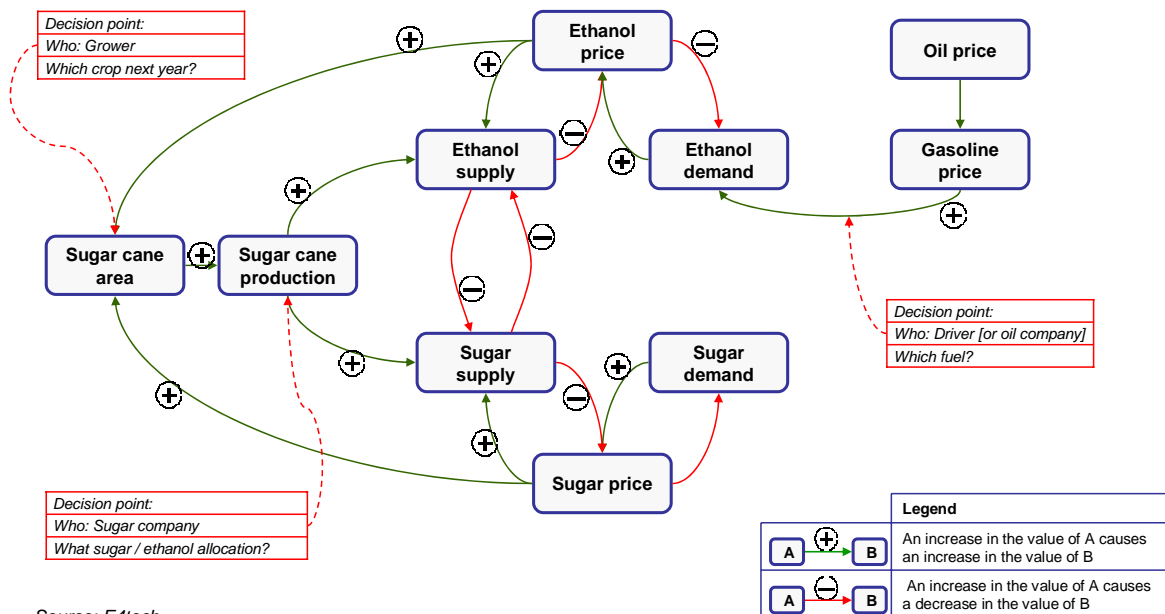 Decision point:
Who: Grower
Which crop next year?
Ethanol
price
Oil price
Ethanol
supply
Ethanol
demand
Gasoline
price
Sugar cane
area
Sugar cane
production
Decision point:
Who: Driver [or oil company]
Which fuel?
Sugar
supply
Sugar
demand
Sugar price
Decision point:
Who: Sugar company
What sugar / ethanol allocation?
Legend
A
B
An increase in the value of A causes
an increase in the value of B
A
B
An increase in the value of A causes
a decrease in the value of B